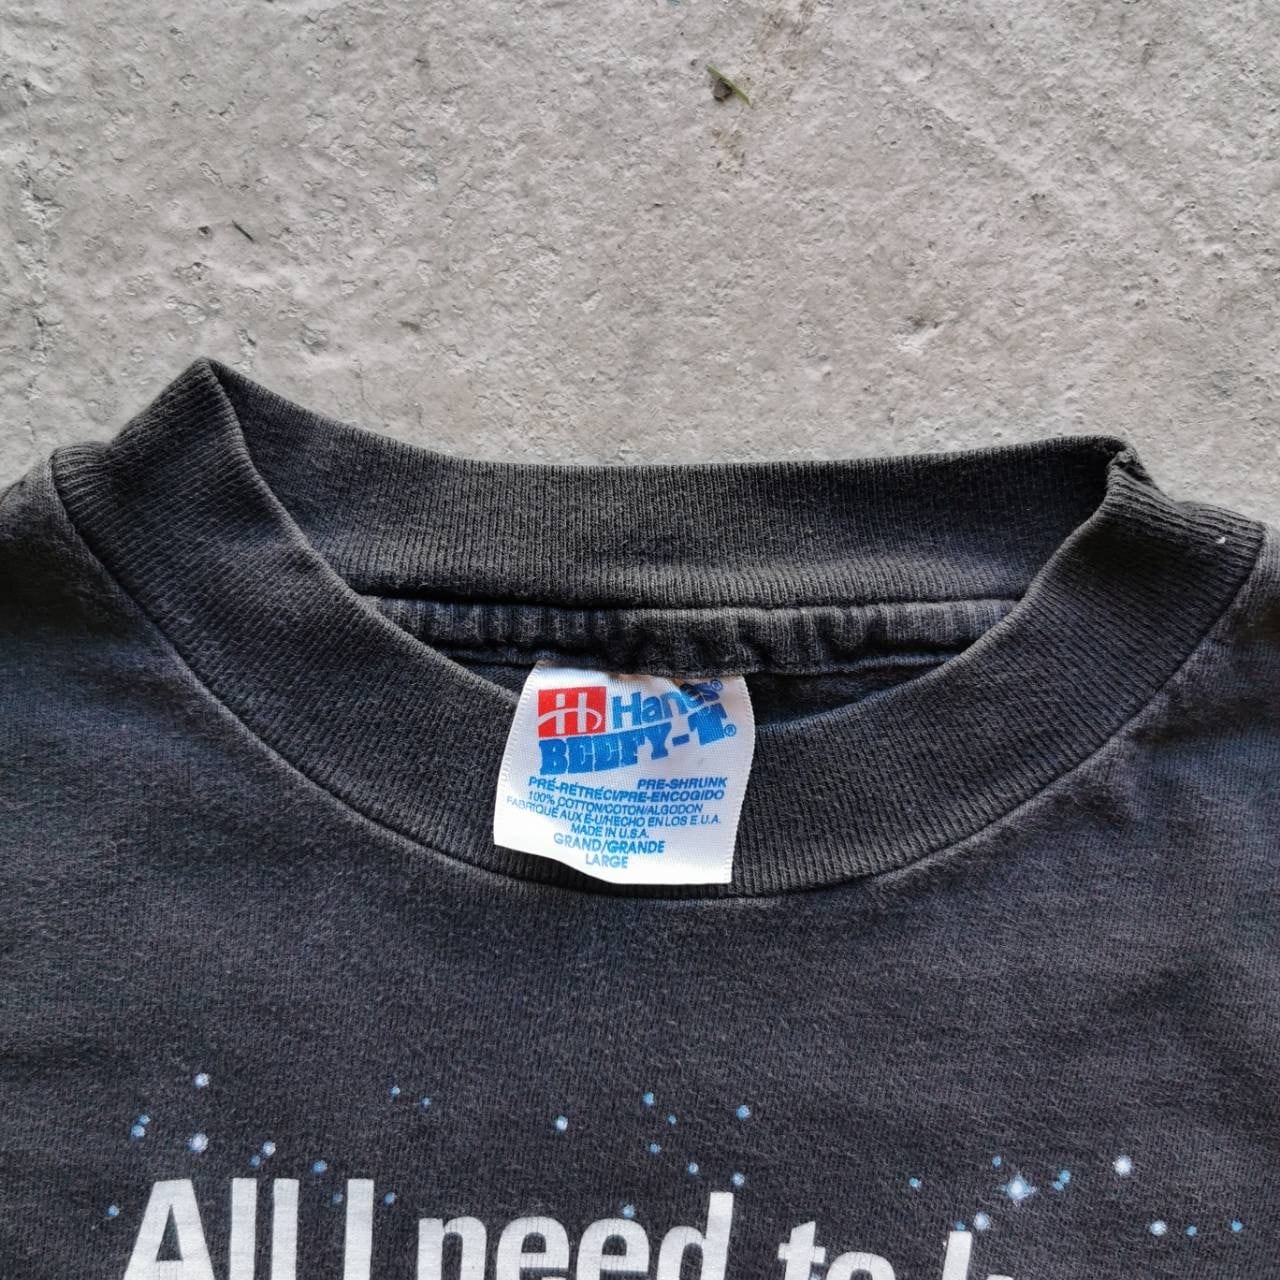 H Hanes®
BEEFY-T®
PRÉ-RÉTRÉCI/PRE-ENCOGIDO PRE-SHRUNK
100% COTTON/COTON/ALGODON
FABRIQUÉ AUX É-U/HECHO EN LOS E.U.A.
MADE IN U.S.A.
GRAND/GRANDE
LARGE
All I need to